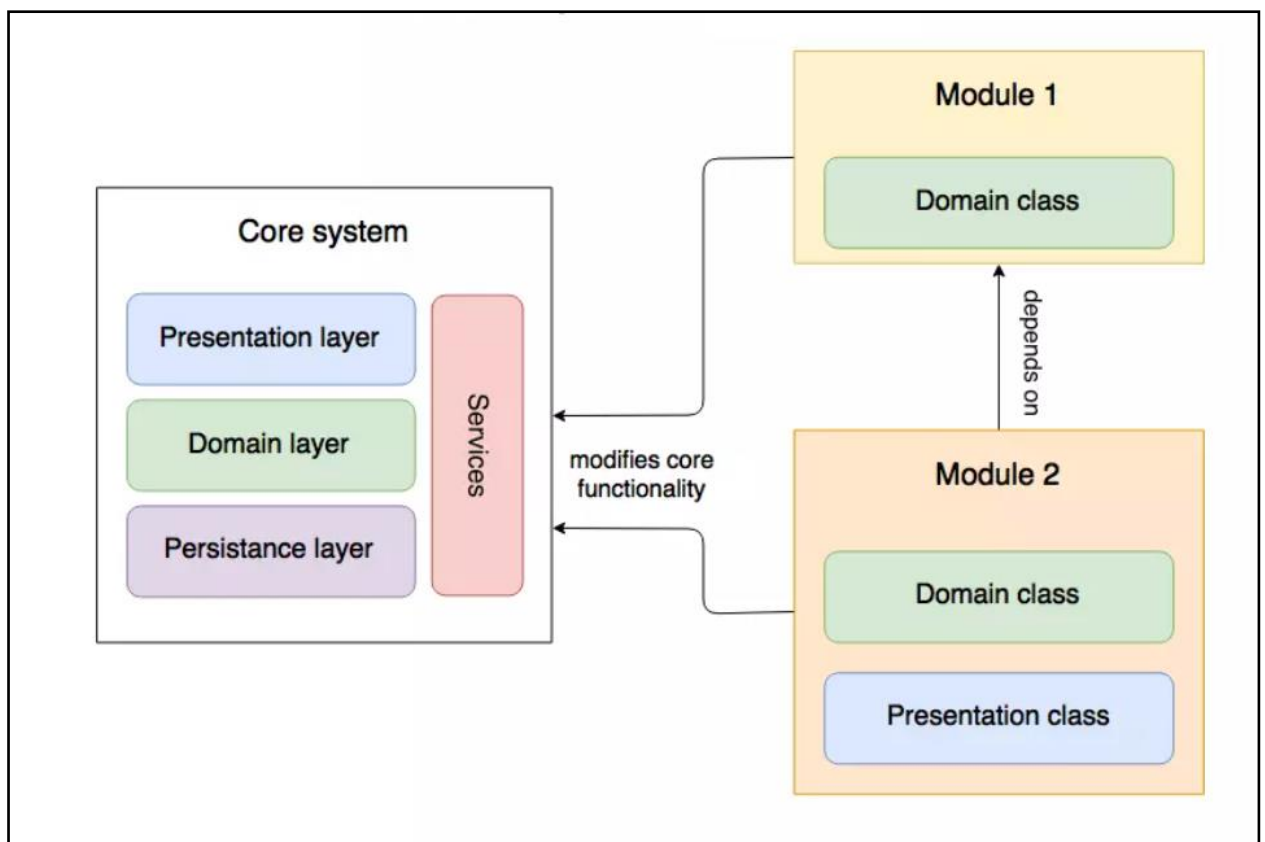 Core system
Presentation layer
Domain layer
Persistance layer
Services
modifies core
functionality
Module 1
Domain class
depends on
Module 2
Domain class
Presentation class